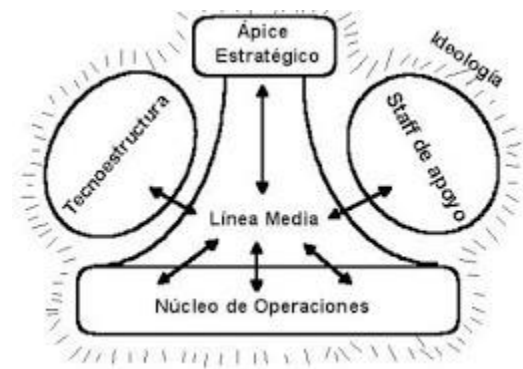 Ápice
Estratégico
Ideología
Tecnoestructura
Staff de apoyo
Línea Media
Núcleo de Operaciones